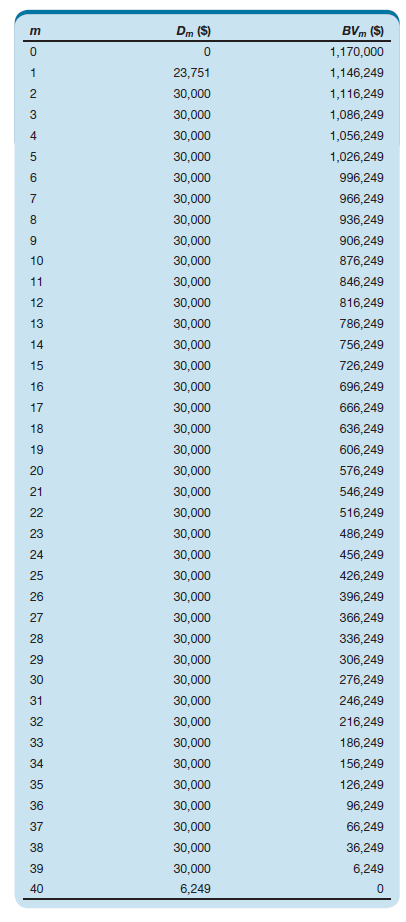 m Dm ($) BVm ($)
0 0 1,170,000
1 23,751 1,146,249
2 30,000 1,116,249
3 30,000 1,086,249
4 30,000 1,056,249
5 30,000 1,026,249
6 30,000 996,249
7 30,000 966,249
8 30,000 936,249
9 30,000 906,249
10 30,000 876,249
11 30,000 846,249
12 30,000 816,249
13 30,000 786,249
14 30,000 756,249
15 30,000 726,249
16 30,000 696,249
17 30,000 666,249
18 30,000 636,249
19 30,000 606,249
20 30,000 576,249
21 30,000 546,249
22 30,000 516,249
23 30,000 486,249
24 30,000 456,249
25 30,000 426,249
26 30,000 396,249
27 30,000 366,249
28 30,000 336,249
29 30,000 306,249
30 30,000 276,249
31 30,000 246,249
32 30,000 216,249
33 30,000 186,249
34 30,000 156,249
35 30,000 126,249
36 30,000 96,249
37 30,000 66,249
38 30,000 36,249
39 30,000 6,249
40 6,249 0